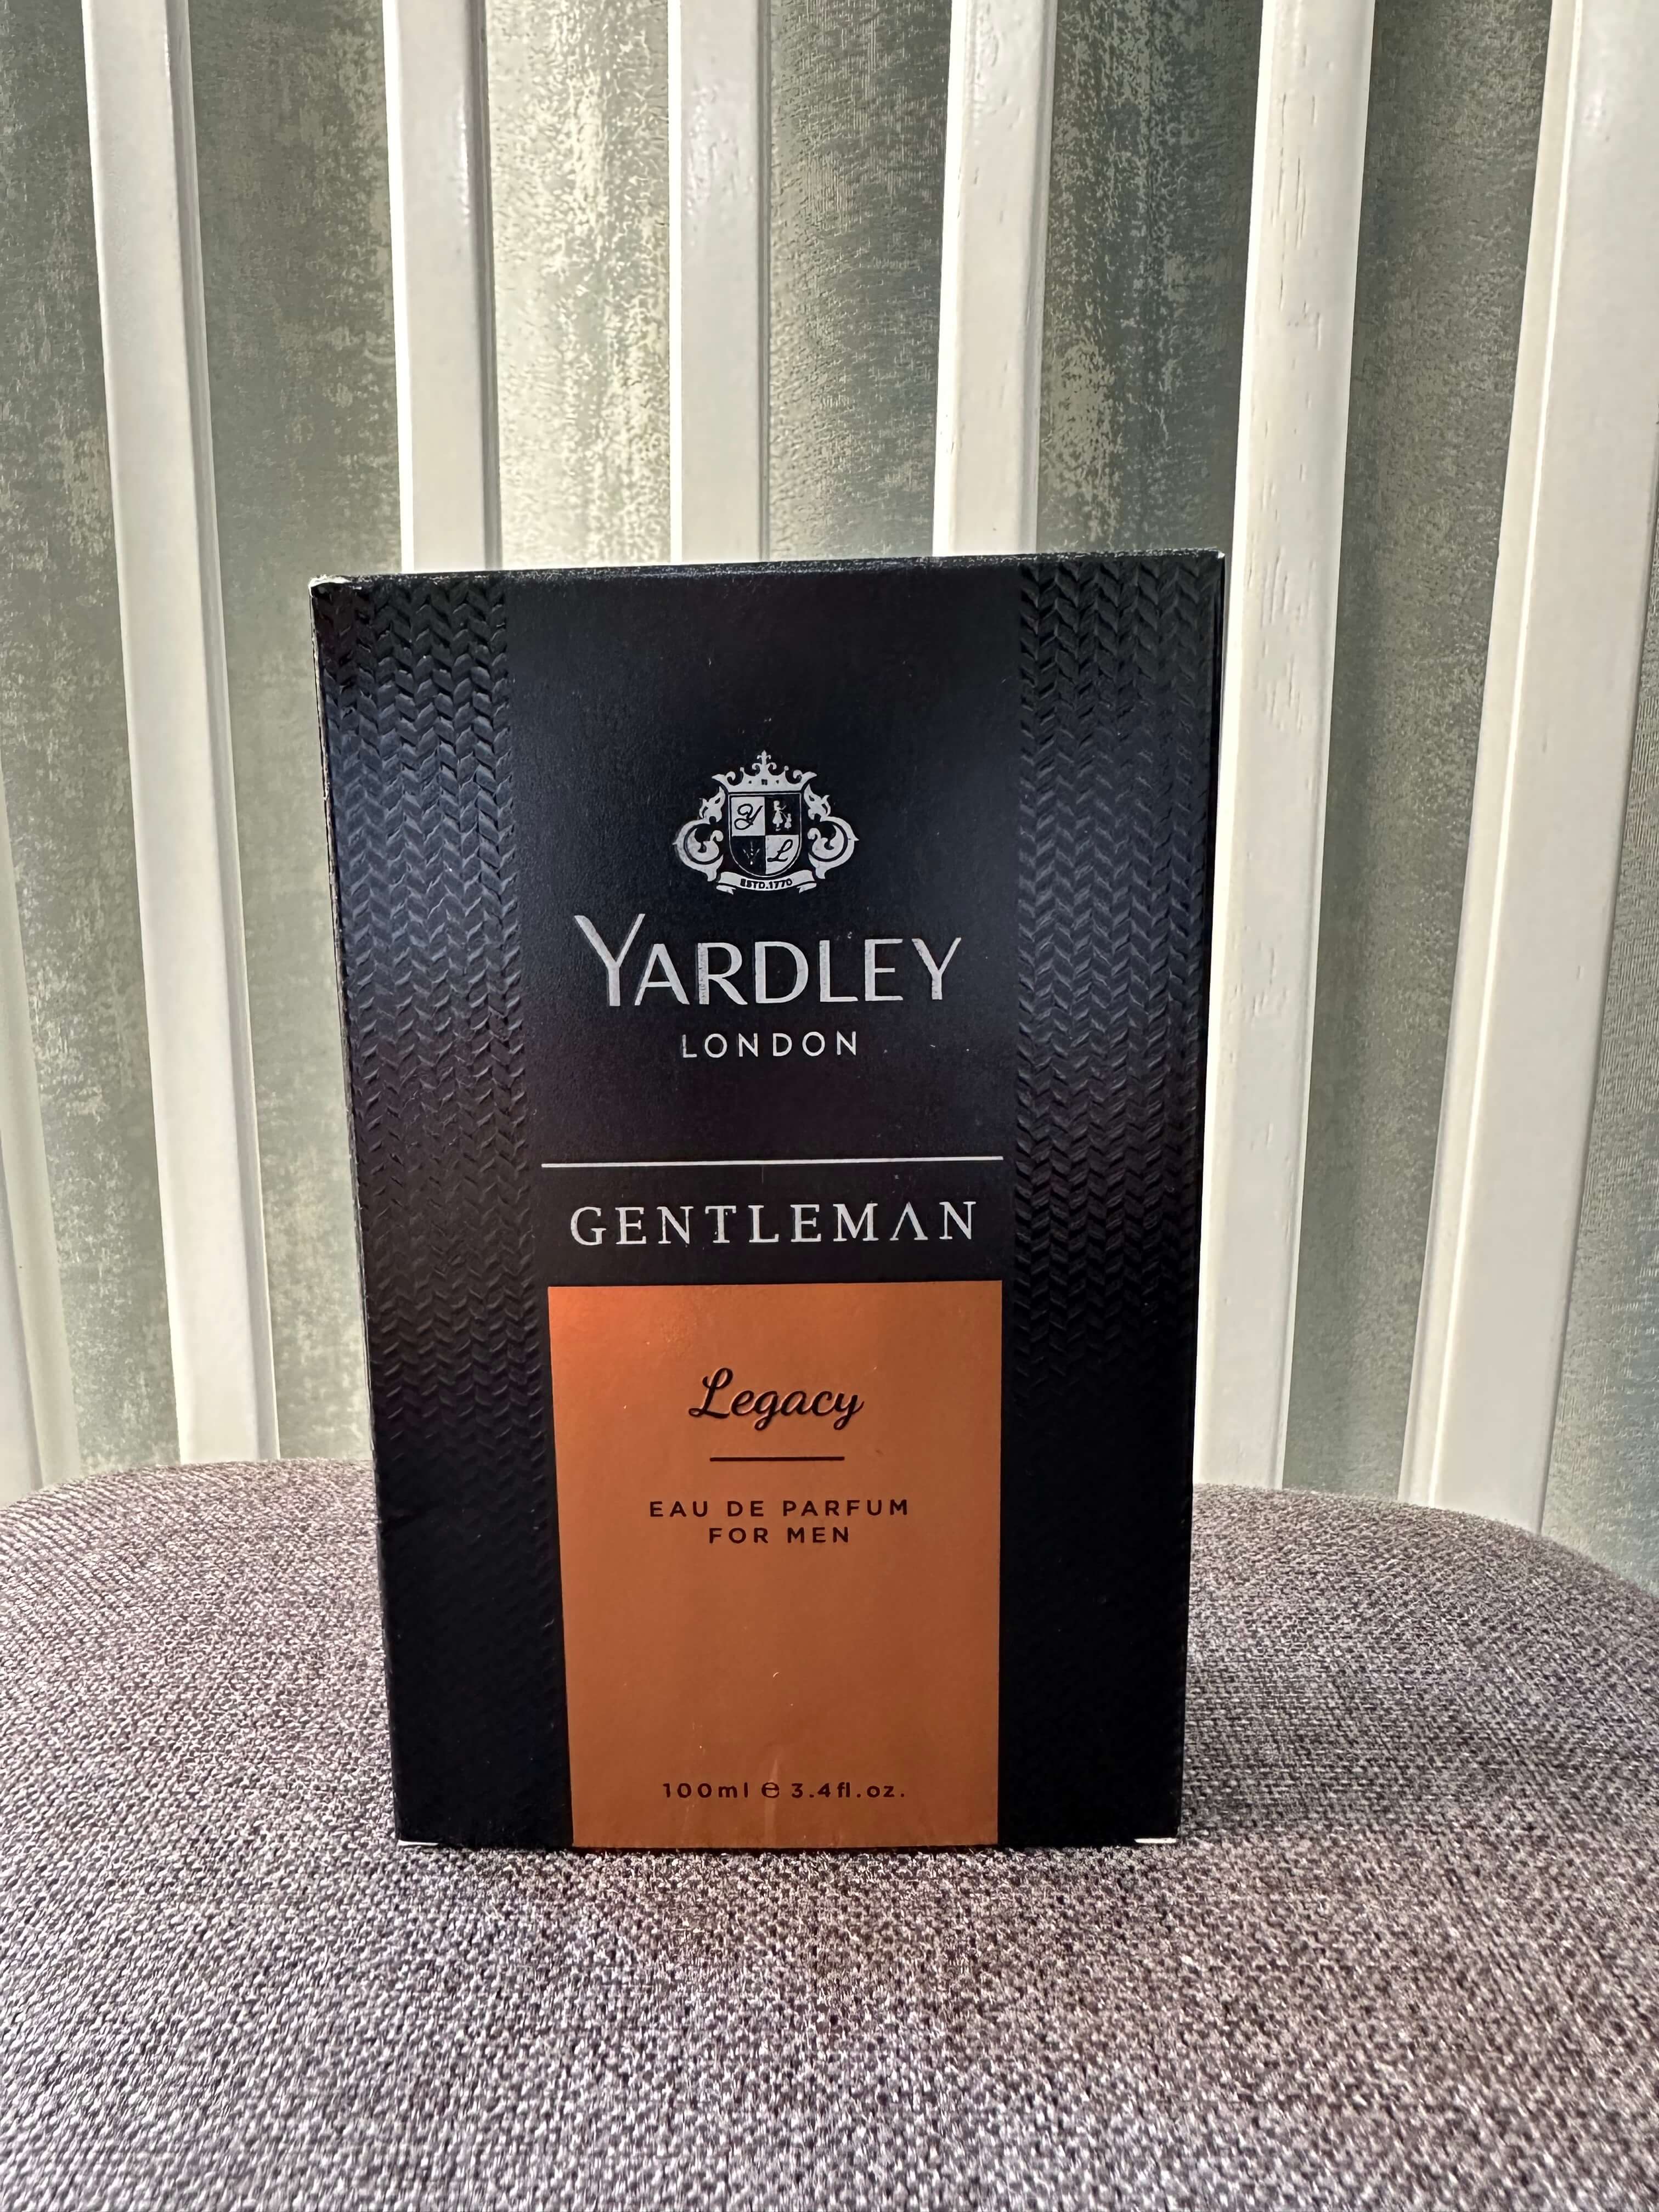 Y
L
ESTD.1770
YARDLEY
LONDON
GENTLEMAN
Legacy
EAU DE PARFUM
FOR MEN
100ml ℮ 3.4fl.oz.